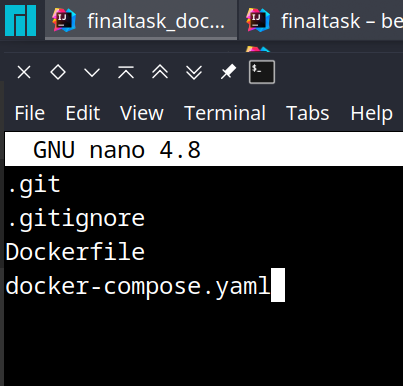 finaltask_doc... finaltask – be
File Edit View Terminal Tabs Help
GNU nano 4.8
.git
.gitignore
Dockerfile
docker-compose.yaml